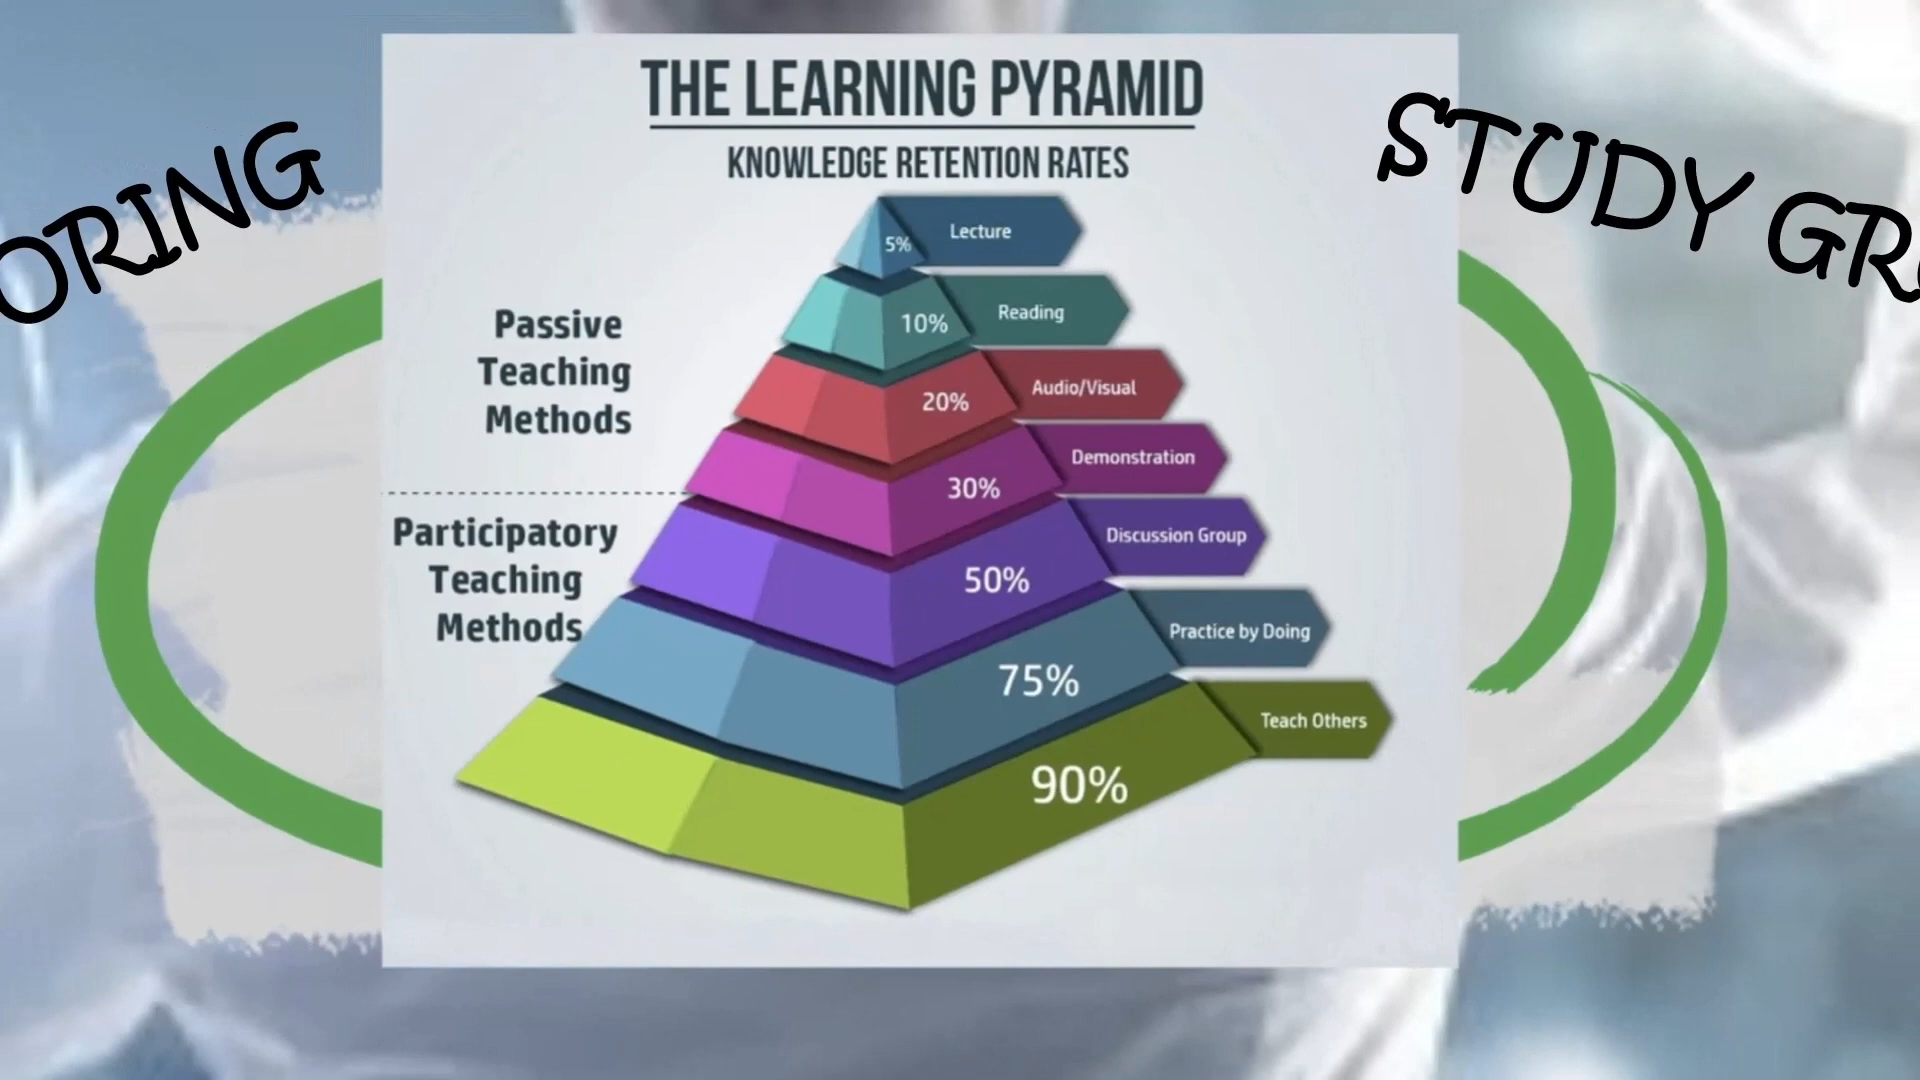 THE LEARNING PYRAMID
KNOWLEDGE RETENTION RATES
ORING
STUDY GR
5%
Lecture
10%
Reading
20%
Audio/Visual
30%
Demonstration
50%
Discussion Group
75%
Practice by Doing
90%
Teach Others
Passive
Teaching
Methods
Participatory
Teaching
Methods